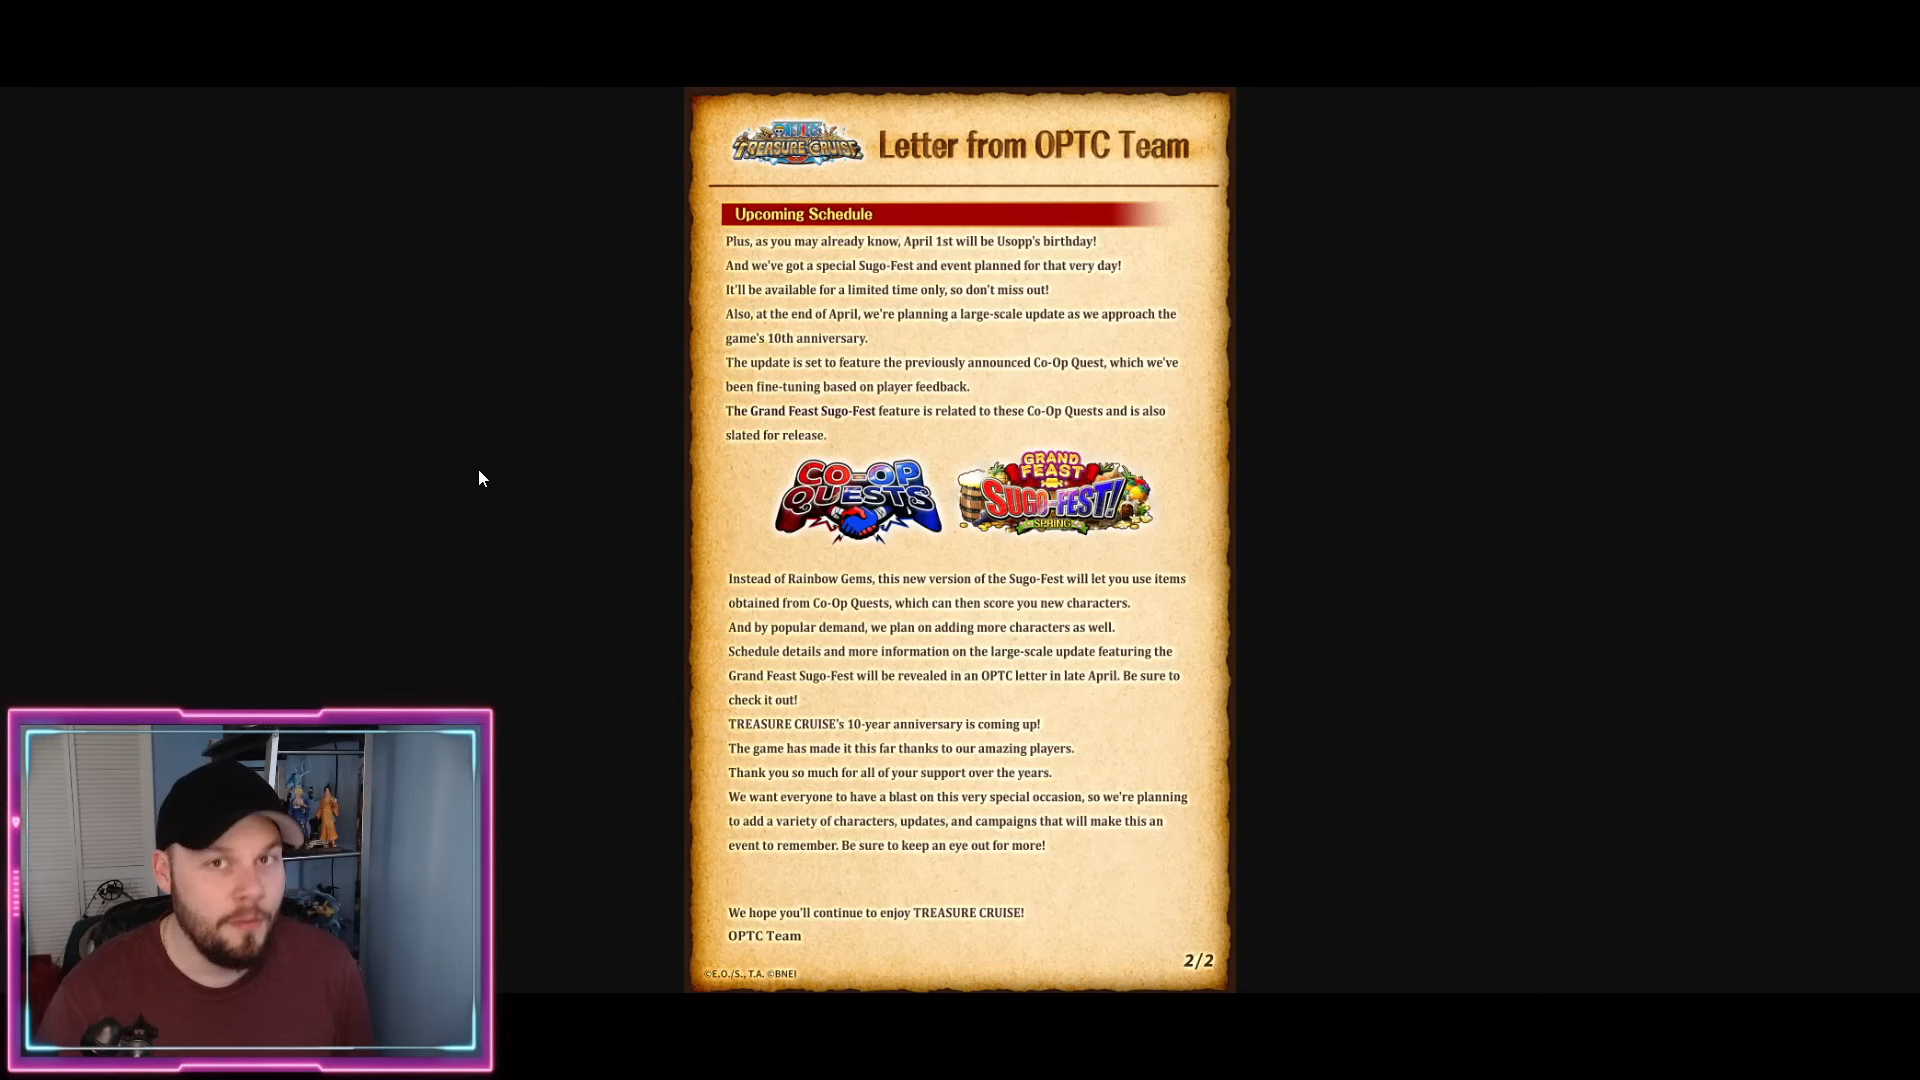 ONE PIECE
TREASURE CRUISE
Letter from OPTC Team
Upcoming Schedule
Plus, as you may already know, April 1st will be Usopp's birthday!
And we've got a special Sugo-Fest and event planned for that very day!
It'll be available for a limited time only, so don't miss out!
Also, at the end of April, we're planning a large-scale update as we approach the
game's 10th anniversary.
The update is set to feature the previously announced Co-Op Quest, which we've
been fine-tuning based on player feedback.
The Grand Feast Sugo-Fest feature is related to these Co-Op Quests and is also
slated for release.
CO-OP
QUESTS
GRAND
FEAST
SUGO-FEST!
SPRING
Instead of Rainbow Gems, this new version of the Sugo-Fest will let you use items
obtained from Co-Op Quests, which can then score you new characters.
And by popular demand, we plan on adding more characters as well.
Schedule details and more information on the large-scale update featuring the
Grand Feast Sugo-Fest will be revealed in an OPTC letter in late April. Be sure to
check it out!
TREASURE CRUISE's 10-year anniversary is coming up!
The game has made it this far thanks to our amazing players.
Thank you so much for all of your support over the years.
We want everyone to have a blast on this very special occasion, so we're planning
to add a variety of characters, updates, and campaigns that will make this an
event to remember. Be sure to keep an eye out for more!
We hope you'll continue to enjoy TREASURE CRUISE!
OPTC Team
2/2
©E.O./S., T.A. ©BNEI